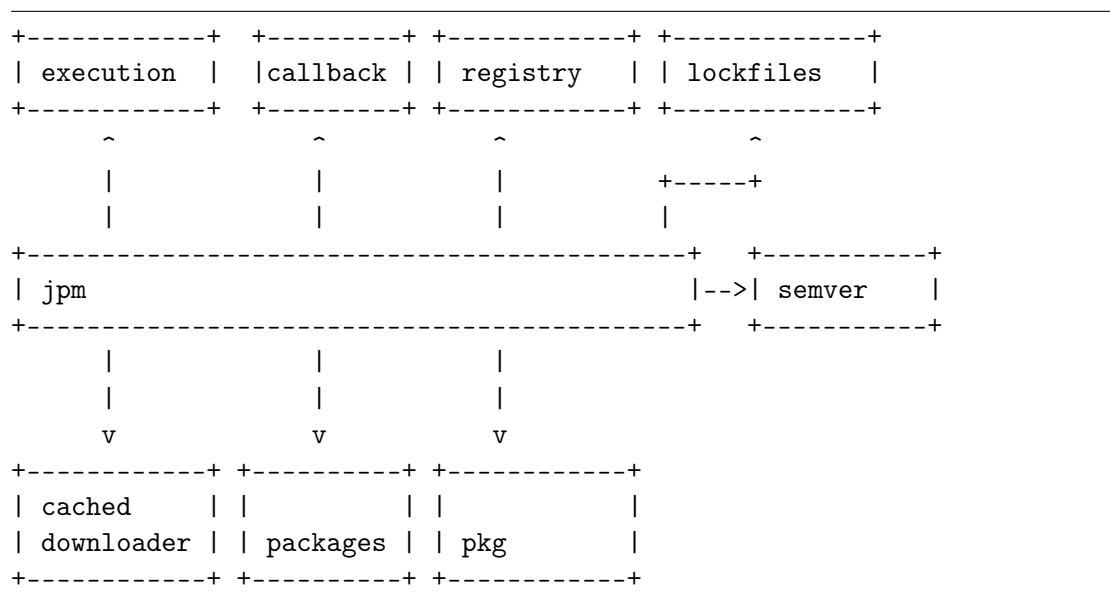 +------------+  +---------+ +------------+ +-------------+
| execution  |  |callback | | registry   | | lockfiles   |
+------------+  +---------+ +------------+ +-------------+
      ^             ^           ^                ^
      |             |           |          +-----+
      |             |           |          |
+--------------------------------------------+   +-----------+
| jpm                                        |-->| semver    |
+--------------------------------------------+   +-----------+
      |             |           |
      |             |           |
      v             v           v
+------------+ +----------+ +------------+
| cached     | |          | |            |
| downloader | | packages | | pkg        |
+------------+ +----------+ +------------+